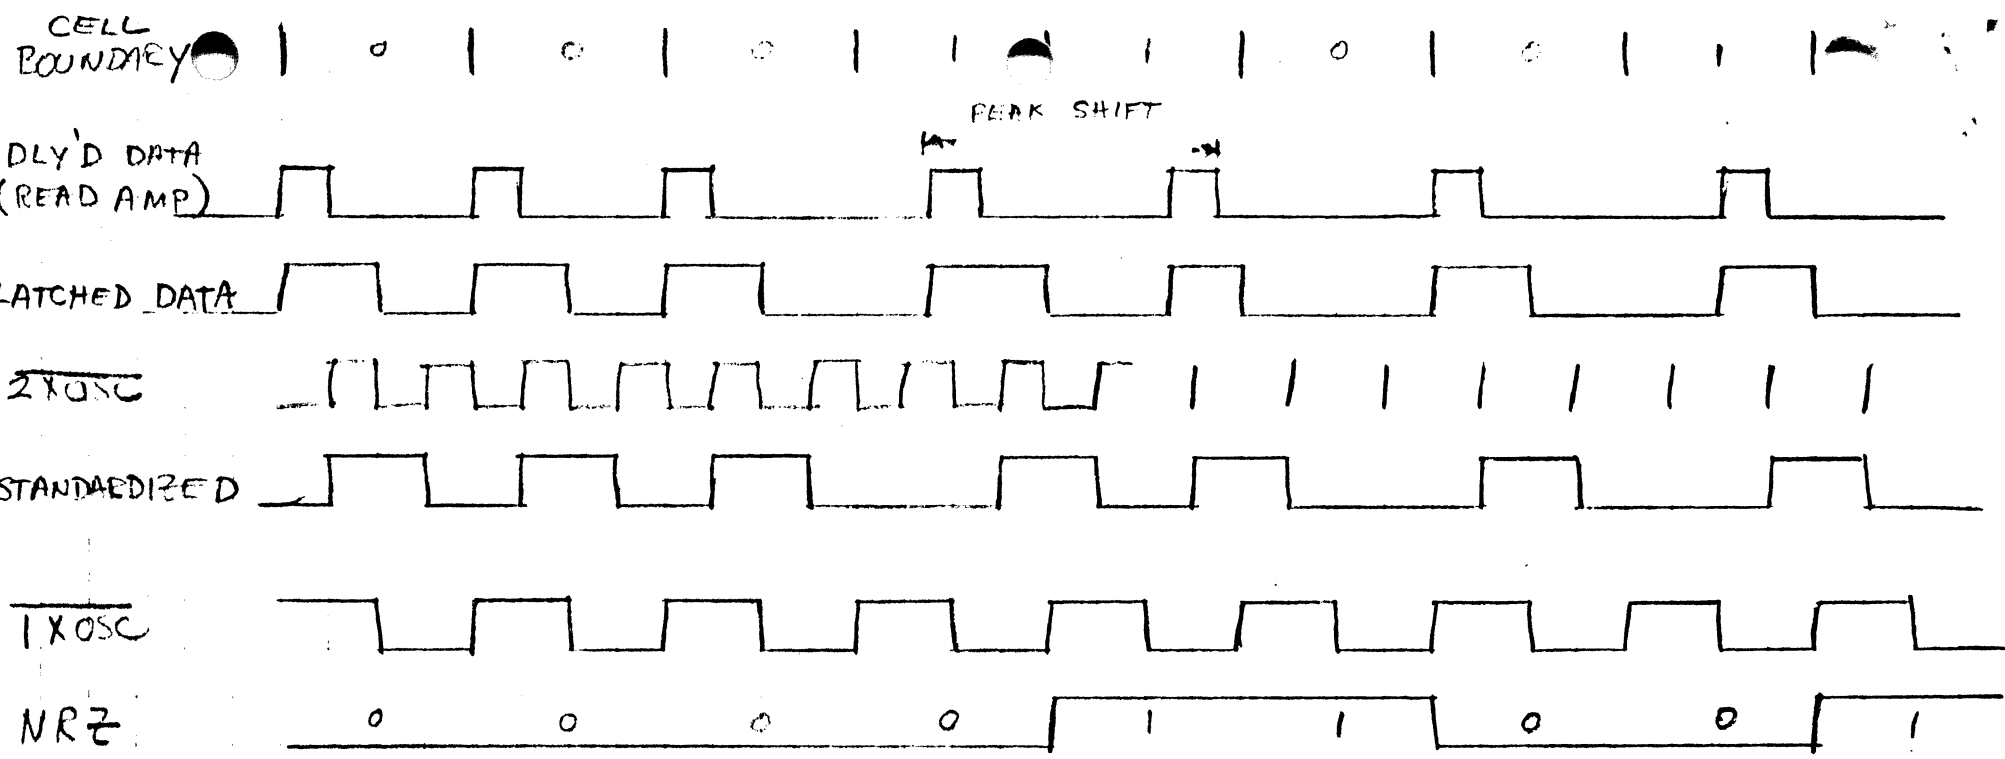 CELL
BOUNDARY | 0 | 0 | 0 | 1 | 1 | 0 | 0 | 1 |
PEAK SHIFT
DLY'D DATA
(READ AMP)
LATCHED DATA
2XOSC
STANDARDIZED
1XOSC
NRZ 0 0 0 0 1 1 0 0 1